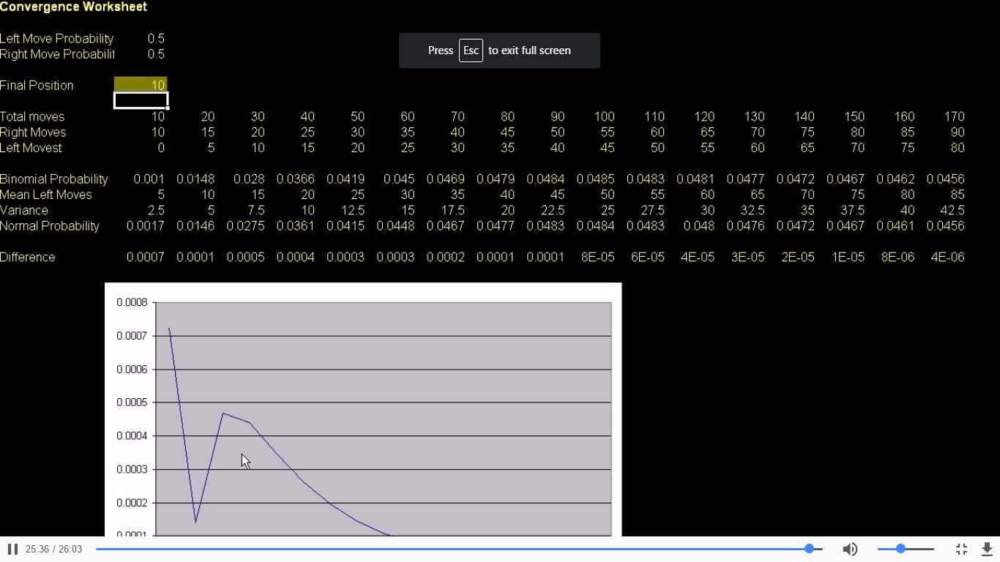 Convergence Worksheet
Left Move Probability 0.5
Right Move Probabilit 0.5
Press Esc to exit full screen
Final Position 10
Total moves 10 20 30 40 50 60 70 80 90 100 110 120 130 140 150 160 170
Right Moves 10 15 20 25 30 35 40 45 50 55 60 65 70 75 80 85 90
Left Movest 0 5 10 15 20 25 30 35 40 45 50 55 60 65 70 75 80
Binomial Probability 0.001 0.0148 0.028 0.0366 0.0419 0.045 0.0469 0.0479 0.0484 0.0485 0.0483 0.0481 0.0477 0.0472 0.0467 0.0462 0.0456
Mean Left Moves 5 10 15 20 25 30 35 40 45 50 55 60 65 70 75 80 85
Variance 2.5 5 7.5 10 12.5 15 17.5 20 22.5 25 27.5 30 32.5 35 37.5 40 42.5
Normal Probability 0.0017 0.0146 0.0275 0.0361 0.0415 0.0448 0.0467 0.0477 0.0483 0.0484 0.0483 0.048 0.0476 0.0472 0.0467 0.0461 0.0456
Difference 0.0007 0.0001 0.0005 0.0004 0.0003 0.0003 0.0002 0.0001 0.0001 8E-05 6E-05 4E-05 3E-05 2E-05 1E-05 8E-06 4E-06
0.0008
0.0007
0.0006
0.0005
0.0004
0.0003
0.0002
0.0001
25:36 / 26:03